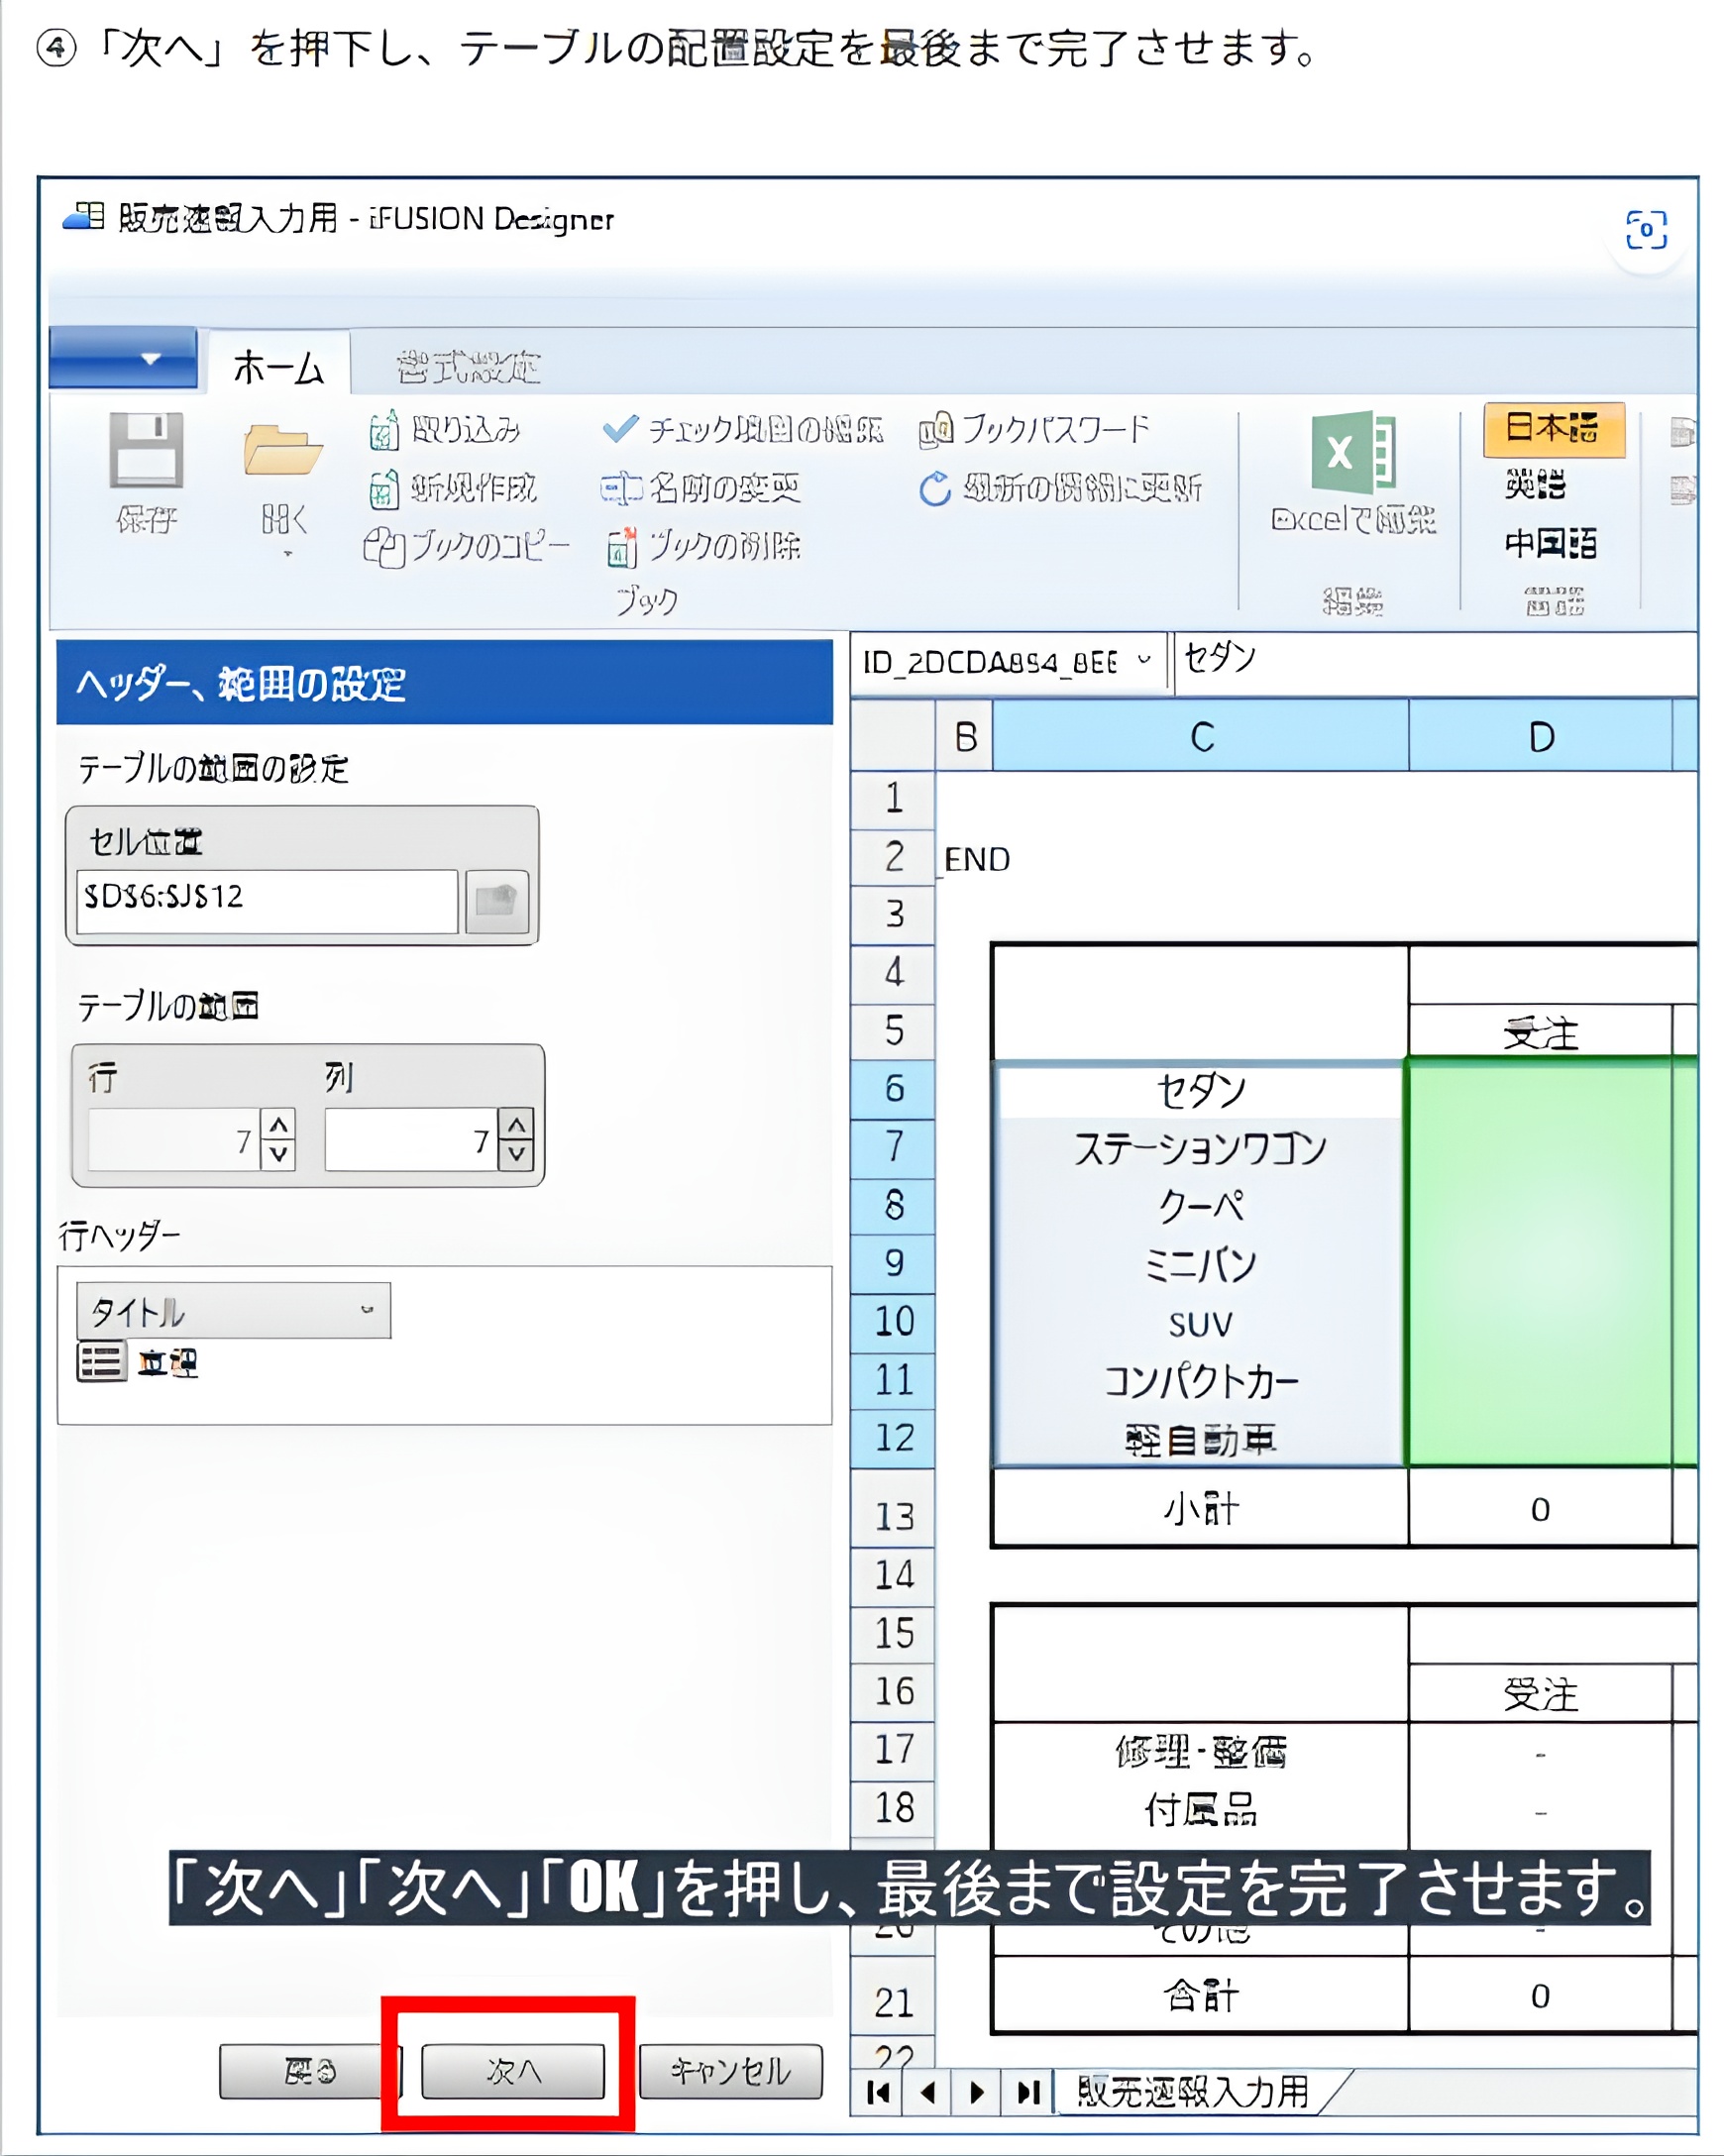 ④「次へ」を押下し、テーブルの配置設定を最後まで完了させます。
販売速報入力用 - iFUSION Designer
ホーム
書式設定
保存
開く
取り込み
新規作成
ブックのコピー
チェック項目の
名前の変更
ブックの削除
ブックパスワード
最新の情報に更新
ブック
Excelで編集
編集
日本語
英語
中国語
言語
ヘッダー、範囲の設定
テーブルの範囲の設定
セル位置
$D$6:$J$12
テーブルの範囲
行 列
7 7
行ヘッダー
タイトル
車種
戻る
次へ
キャンセル
ID_2DCDA854_8EE
セダン
B C D
1
2 _END
3
4
5 受注
6 セダン
7 ステーションワゴン
8 クーペ
9 ミニバン
10 SUV
11 コンパクトカー
12 軽自動車
13 小計 0
14
15
16 受注
17 修理・整備 -
18 付属品 -
「次へ」「次へ」「OK」を押し、最後まで設定を完了させます。
20 その他 -
21 合計 0
22
販売速報入力用